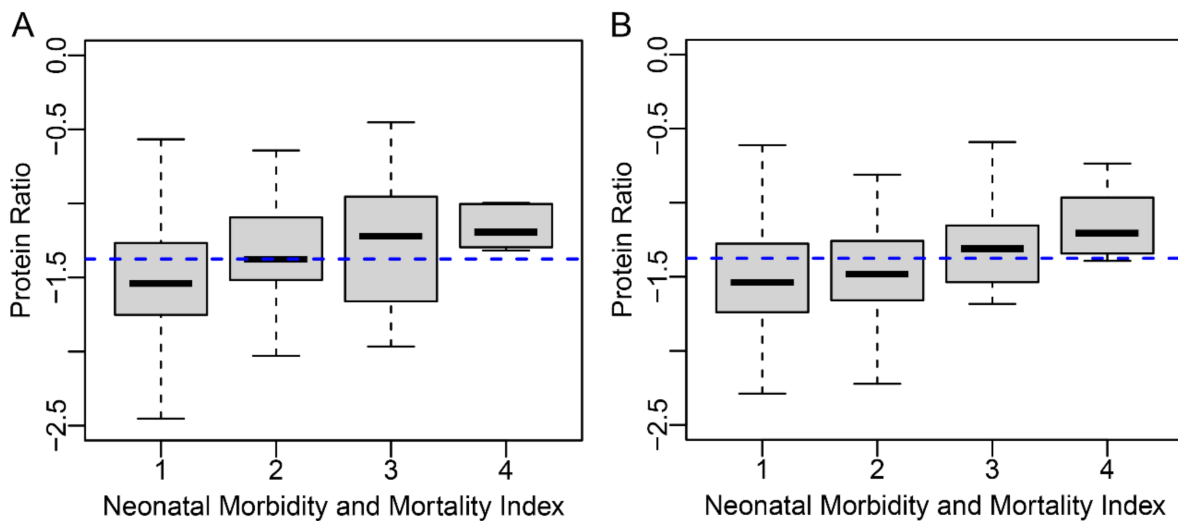 A
Protein Ratio
0.0
−0.5
−1.5
−2.5
1 2 3 4
Neonatal Morbidity and Mortality Index
B
Protein Ratio
0.0
−0.5
−1.5
−2.5
1 2 3 4
Neonatal Morbidity and Mortality Index